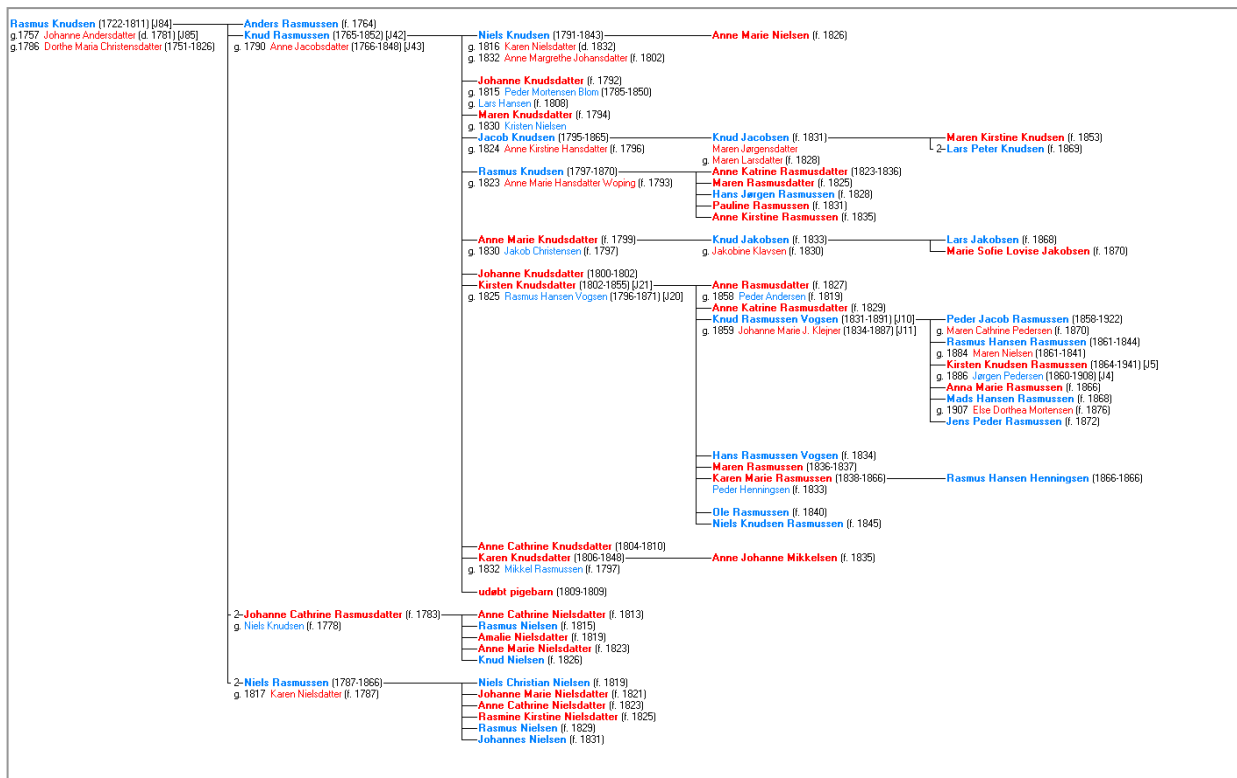 Rasmus Knudsen (1722-1811) [J84]
g.1757 Johanne Andersdatter (d. 1781) [J85]
g.1786 Dorthe Maria Christensdatter (1751-1826)
Anders Rasmussen (f. 1764)
Knud Rasmussen (1765-1852) [J42]
g. 1790 Anne Jacobsdatter (1766-1848) [J43]
Niels Knudsen (1791-1843)
g. 1816 Karen Nielsdatter (d. 1832)
g. 1832 Anne Margrethe Johansdatter (f. 1802)
Anne Marie Nielsen (f. 1826)
Johanne Knudsdatter (f. 1792)
g. 1815 Peder Mortensen Blom (1785-1850)
g. Lars Hansen (f. 1808)
Maren Knudsdatter (f. 1794)
g. 1830 Kristen Nielsen
Jacob Knudsen (1795-1865)
g. 1824 Anne Kirstine Hansdatter (f. 1796)
Knud Jacobsen (f. 1831)
Maren Jørgensdatter
g. Maren Larsdatter (f. 1828)
Maren Kirstine Knudsen (f. 1853)
2 Lars Peter Knudsen (f. 1869)
Rasmus Knudsen (1797-1870)
g. 1823 Anne Marie Hansdatter Woping (f. 1793)
Anne Katrine Rasmusdatter (1823-1836)
Maren Rasmusdatter (f. 1825)
Hans Jørgen Rasmussen (f. 1828)
Pauline Rasmussen (f. 1831)
Anne Kirstine Rasmussen (f. 1835)
Anne Marie Knudsdatter (f. 1799)
g. 1830 Jakob Christensen (f. 1797)
Knud Jakobsen (f. 1833)
g. Jakobine Klavsen (f. 1830)
Lars Jakobsen (f. 1868)
Marie Sofie Lovise Jakobsen (f. 1870)
Johanne Knudsdatter (1800-1802)
Kirsten Knudsdatter (1802-1855) [J21]
g. 1825 Rasmus Hansen Vogsen (1796-1871) [J20]
Anne Rasmusdatter (f. 1827)
g. 1858 Peder Andersen (f. 1819)
Anne Katrine Rasmusdatter (f. 1829)
Knud Rasmussen Vogsen (1831-1891) [J10]
g. 1859 Johanne Marie J. Klejner (1834-1887) [J11]
Peder Jacob Rasmussen (1858-1922)
g. Maren Cathrine Pedersen (f. 1870)
Rasmus Hansen Rasmussen (1861-1844)
g. 1884 Maren Nielsen (1861-1841)
Kirsten Knudsen Rasmussen (1864-1941) [J5]
g. 1886 Jørgen Pedersen (1860-1908) [J4]
Anna Marie Rasmussen (f. 1866)
Mads Hansen Rasmussen (f. 1868)
g. 1907 Else Dorthea Mortensen (f. 1876)
Jens Peder Rasmussen (f. 1872)
Hans Rasmussen Vogsen (f. 1834)
Maren Rasmussen (1836-1837)
Karen Marie Rasmussen (1838-1866)
Peder Henningsen (f. 1833)
Rasmus Hansen Henningsen (1866-1866)
Ole Rasmussen (f. 1840)
Niels Knudsen Rasmussen (f. 1845)
Anne Cathrine Knudsdatter (1804-1810)
Karen Knudsdatter (1806-1848)
g. 1832 Mikkel Rasmussen (f. 1797)
Anne Johanne Mikkelsen (f. 1835)
udøbt pigebarn (1809-1809)
2 Johanne Cathrine Rasmusdatter (f. 1783)
g. Niels Knudsen (f. 1778)
Anne Cathrine Nielsdatter (f. 1813)
Rasmus Nielsen (f. 1815)
Amalie Nielsdatter (f. 1819)
Anne Marie Nielsdatter (f. 1823)
Knud Nielsen (f. 1826)
2 Niels Rasmussen (1787-1866)
g. 1817 Karen Nielsdatter (f. 1787)
Niels Christian Nielsen (f. 1819)
Johanne Marie Nielsdatter (f. 1821)
Anne Cathrine Nielsdatter (f. 1823)
Rasmine Kirstine Nielsdatter (f. 1825)
Rasmus Nielsen (f. 1829)
Johannes Nielsen (f. 1831)